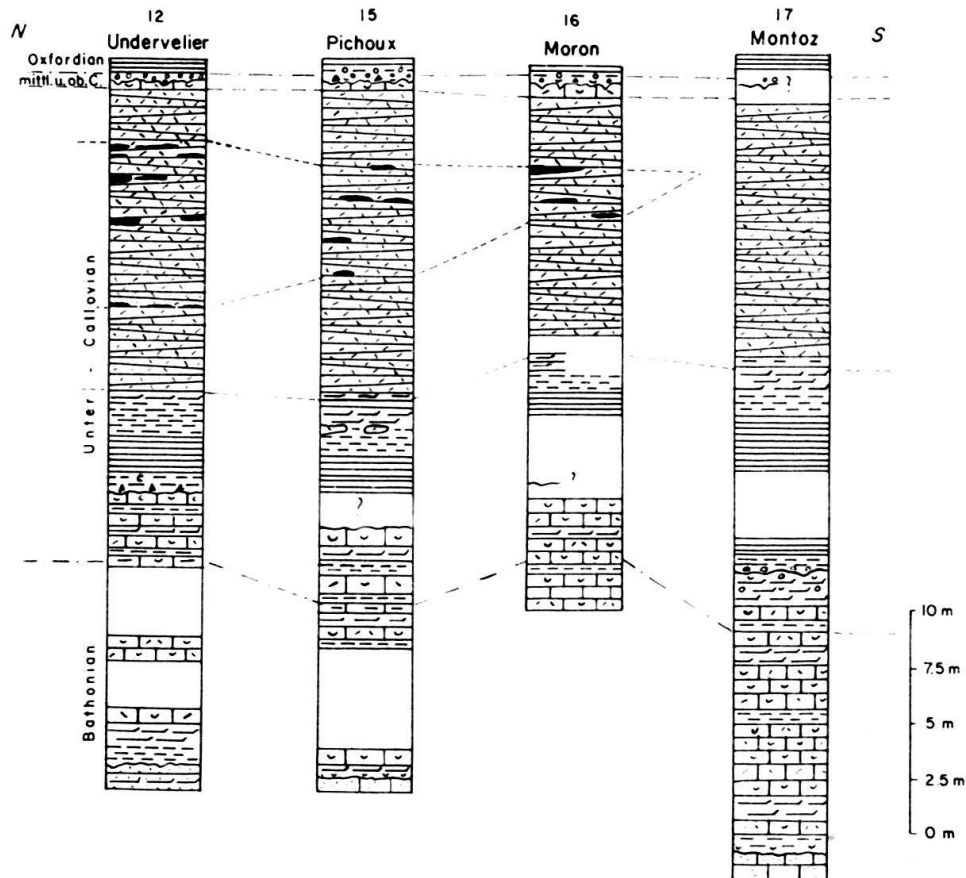 12
15
16
17
N
Undervelier
Pichoux
Moron
Montoz
S
Oxfordian
mittl.u.ob.C.
Unter - Callovian
Bathonian
?
?
?
10 m
7.5 m
5 m
2.5 m
0 m